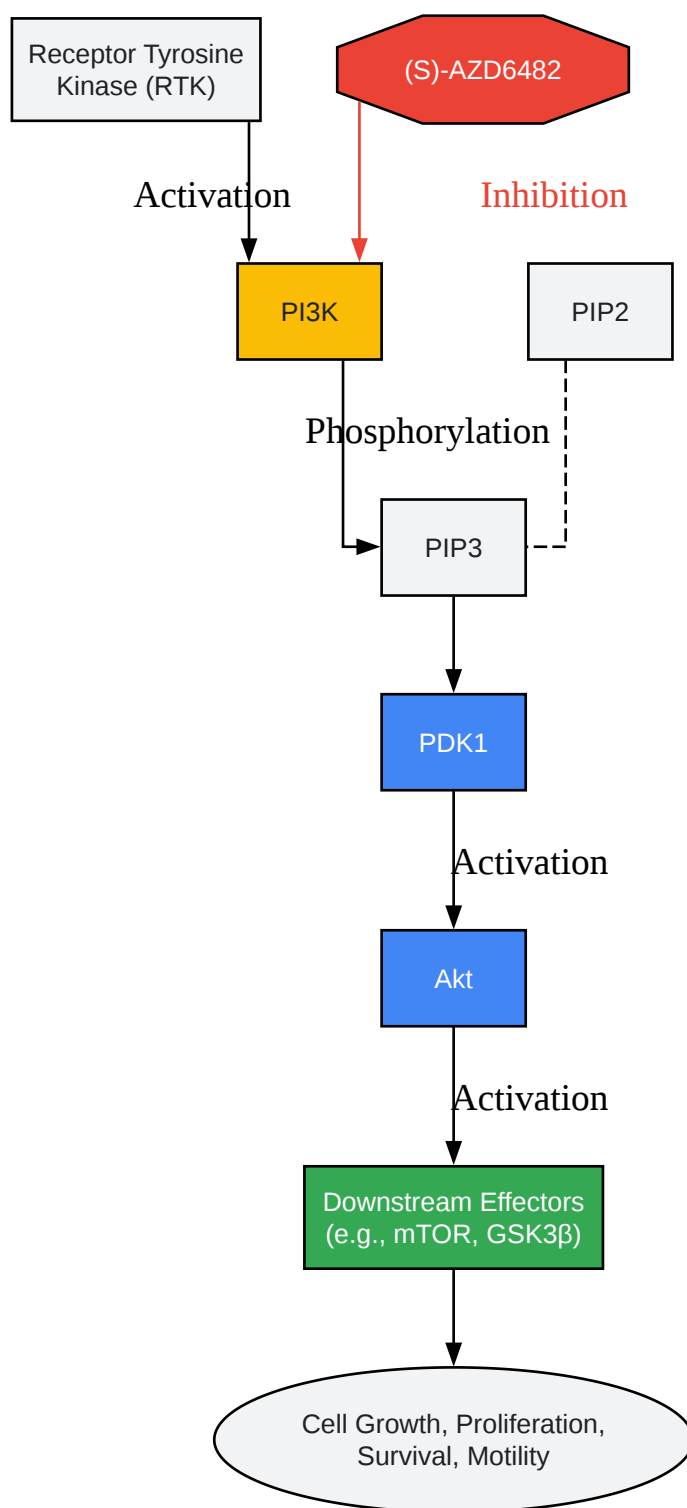 Receptor Tyrosine
Kinase (RTK)
(S)-AZD6482
Activation
Inhibition
PI3K
PIP2
Phosphorylation
PIP3
PDK1
Activation
Akt
Activation
Downstream Effectors
(e.g., mTOR, GSK3β)
Cell Growth, Proliferation,
Survival, Motility